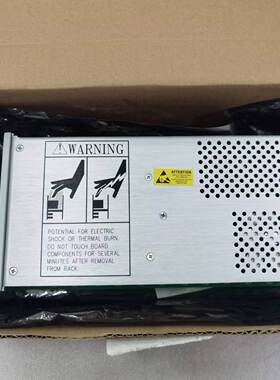 ⚠WARNING
ATTENTION
POTENTIAL FOR ELECTRIC
SHOCK OR THERMAL BURN
DO NOT TOUCH BOARD
COMPONENTS FOR SEVERAL
MINUTES AFTER REMOVAL
FROM RACK.